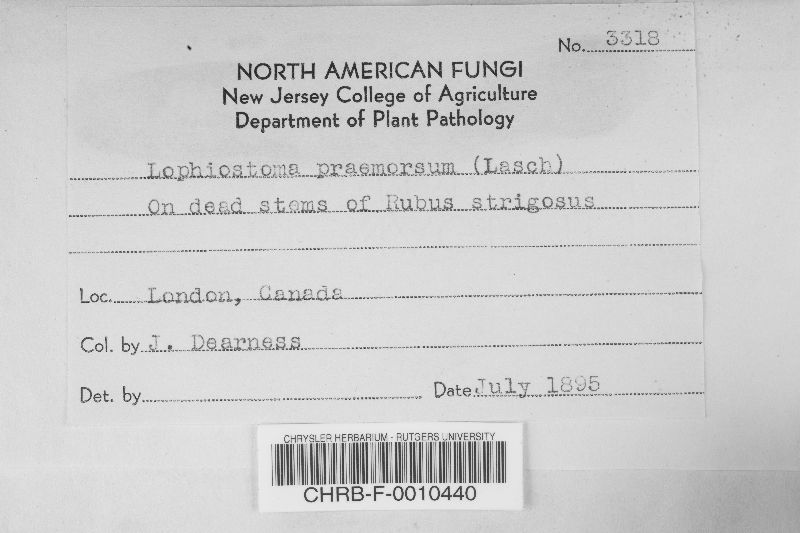 No. 3318
NORTH AMERICAN FUNGI
New Jersey College of Agriculture
Department of Plant Pathology
Lophiostoma praemorsum (Lasch)
On dead stems of Rubus strigosus
Loc. London, Canada
Col. by J. Dearness
Det. by
Date July 1895
CHRYSLER HERBARIUM - RUTGERS UNIVERSITY
CHRB-F-0010440